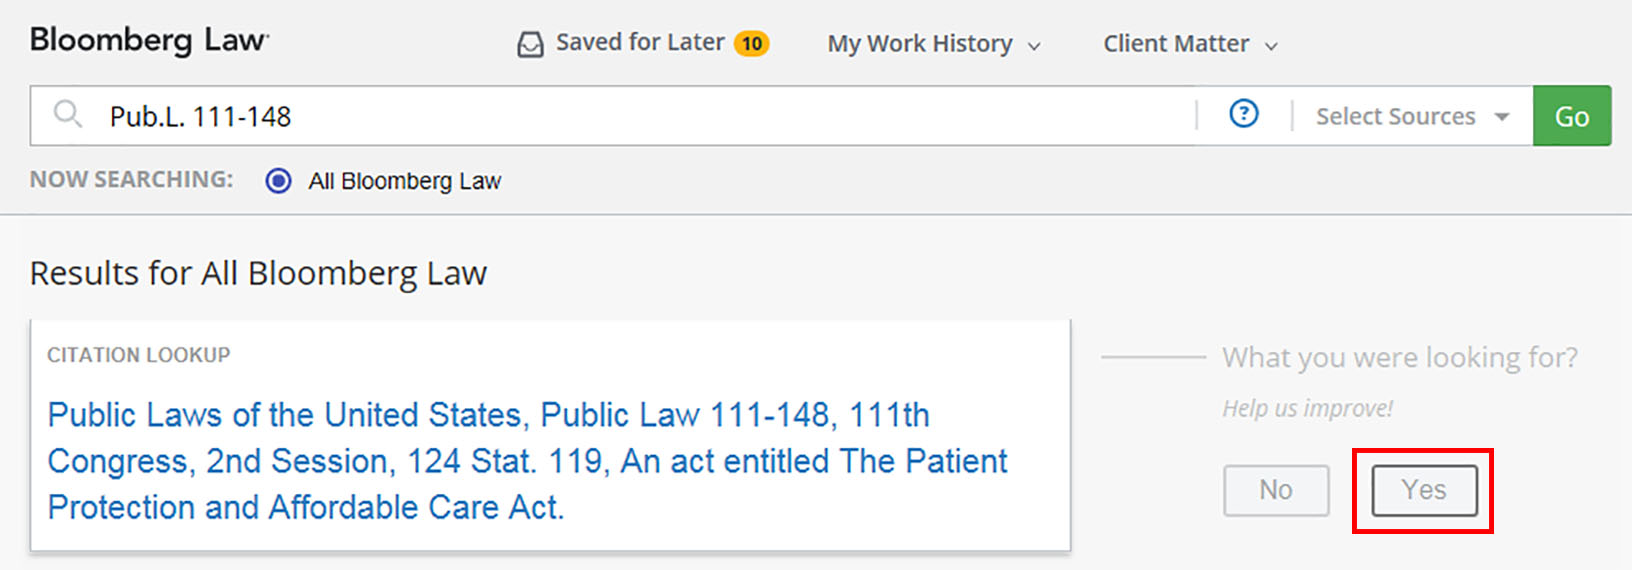 Bloomberg Law
Saved for Later 10 My Work History Client Matter
Pub.L. 111-148 ? Select Sources Go
NOW SEARCHING: All Bloomberg Law
Results for All Bloomberg Law
CITATION LOOKUP
Public Laws of the United States, Public Law 111-148, 111th
Congress, 2nd Session, 124 Stat. 119, An act entitled The Patient
Protection and Affordable Care Act.
What you were looking for?
Help us improve!
No Yes